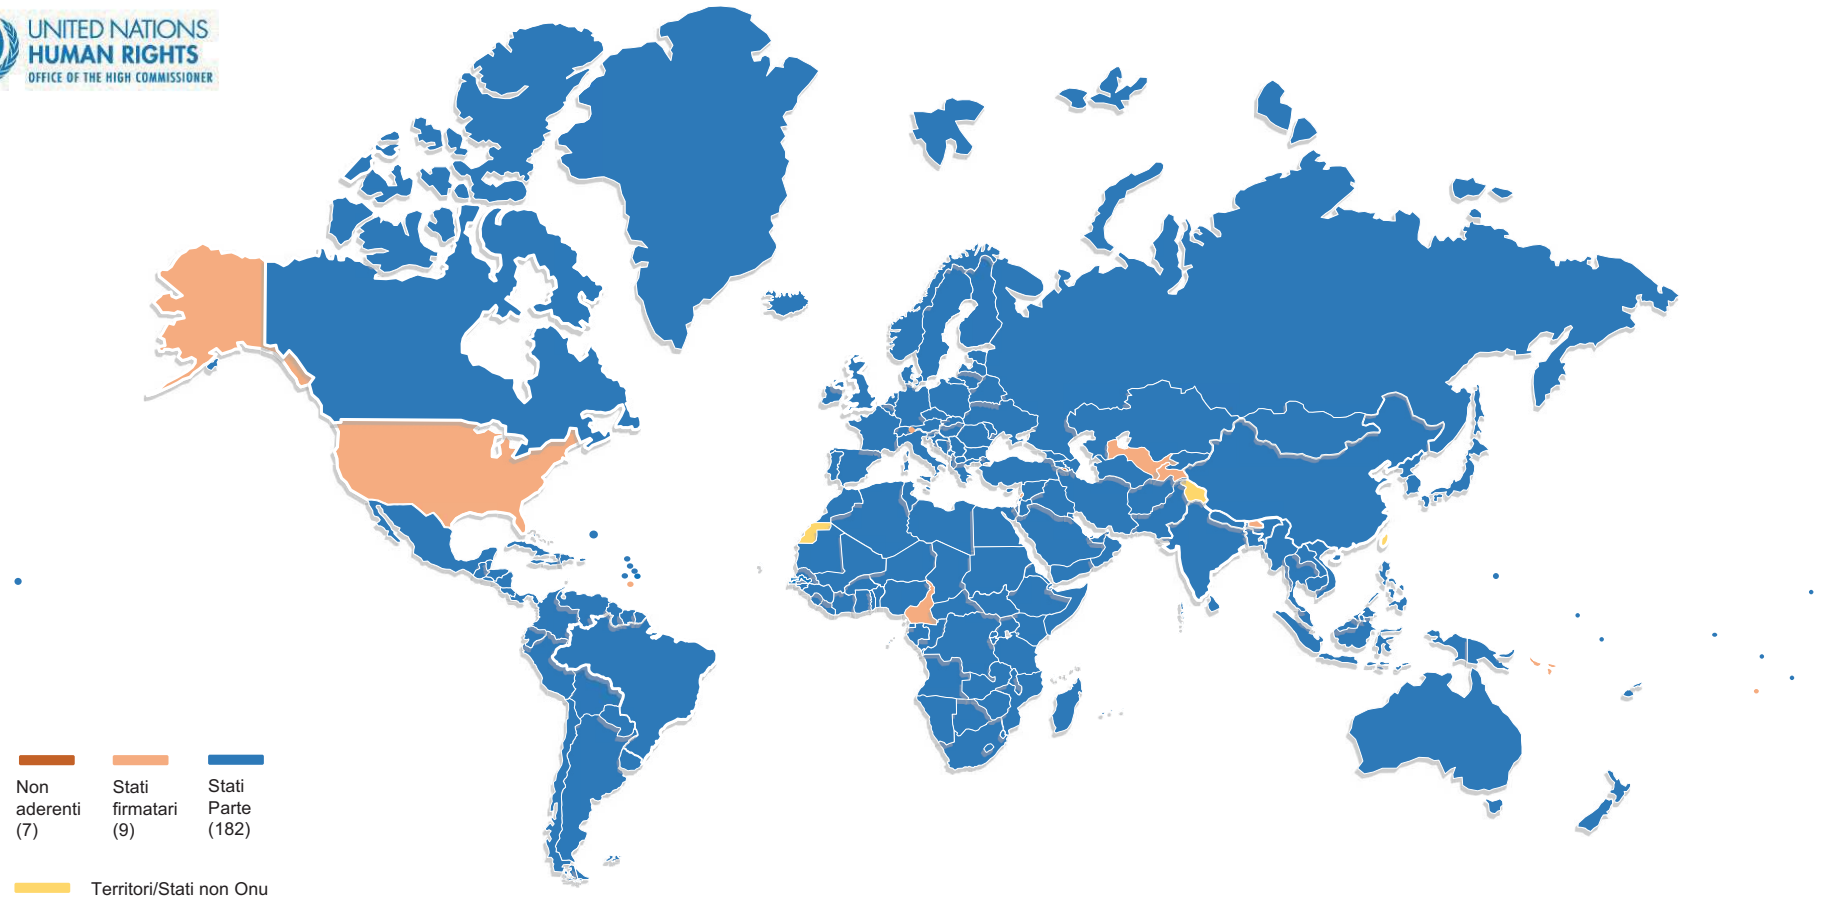 UNITED NATIONS
HUMAN RIGHTS
OFFICE OF THE HIGH COMMISSIONER
Non
aderenti
(7)
Stati
firmatari
(9)
Stati
Parte
(182)
Territori/Stati non Onu